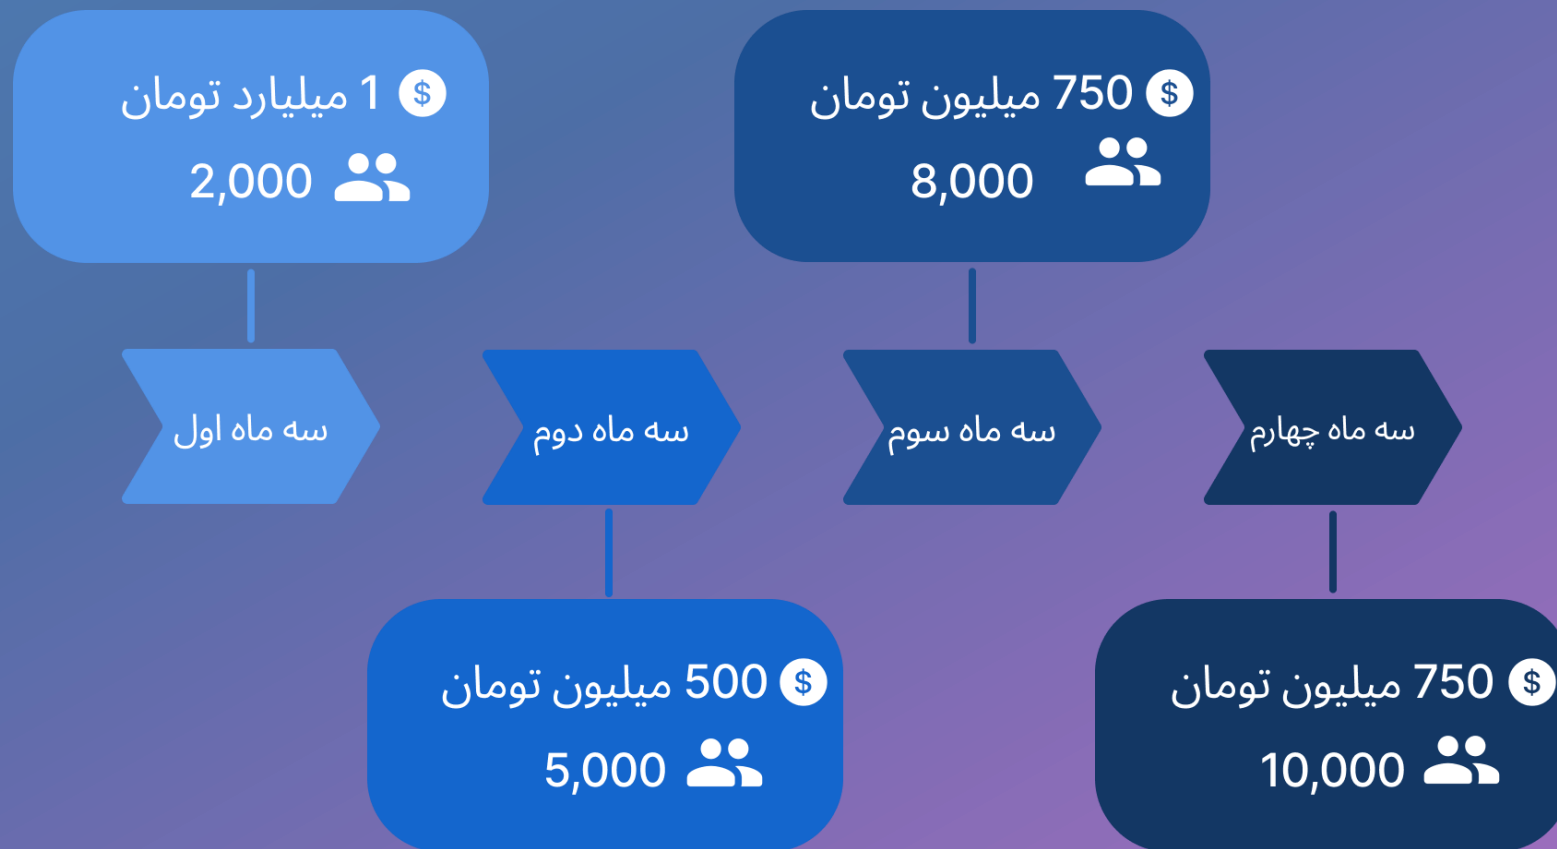 $ 1 میلیارد تومان
2,000
$ 750 میلیون تومان
8,000
سه ماه اول
سه ماه دوم
سه ماه سوم
سه ماه چهارم
$ 500 میلیون تومان
5,000
$ 750 میلیون تومان
10,000